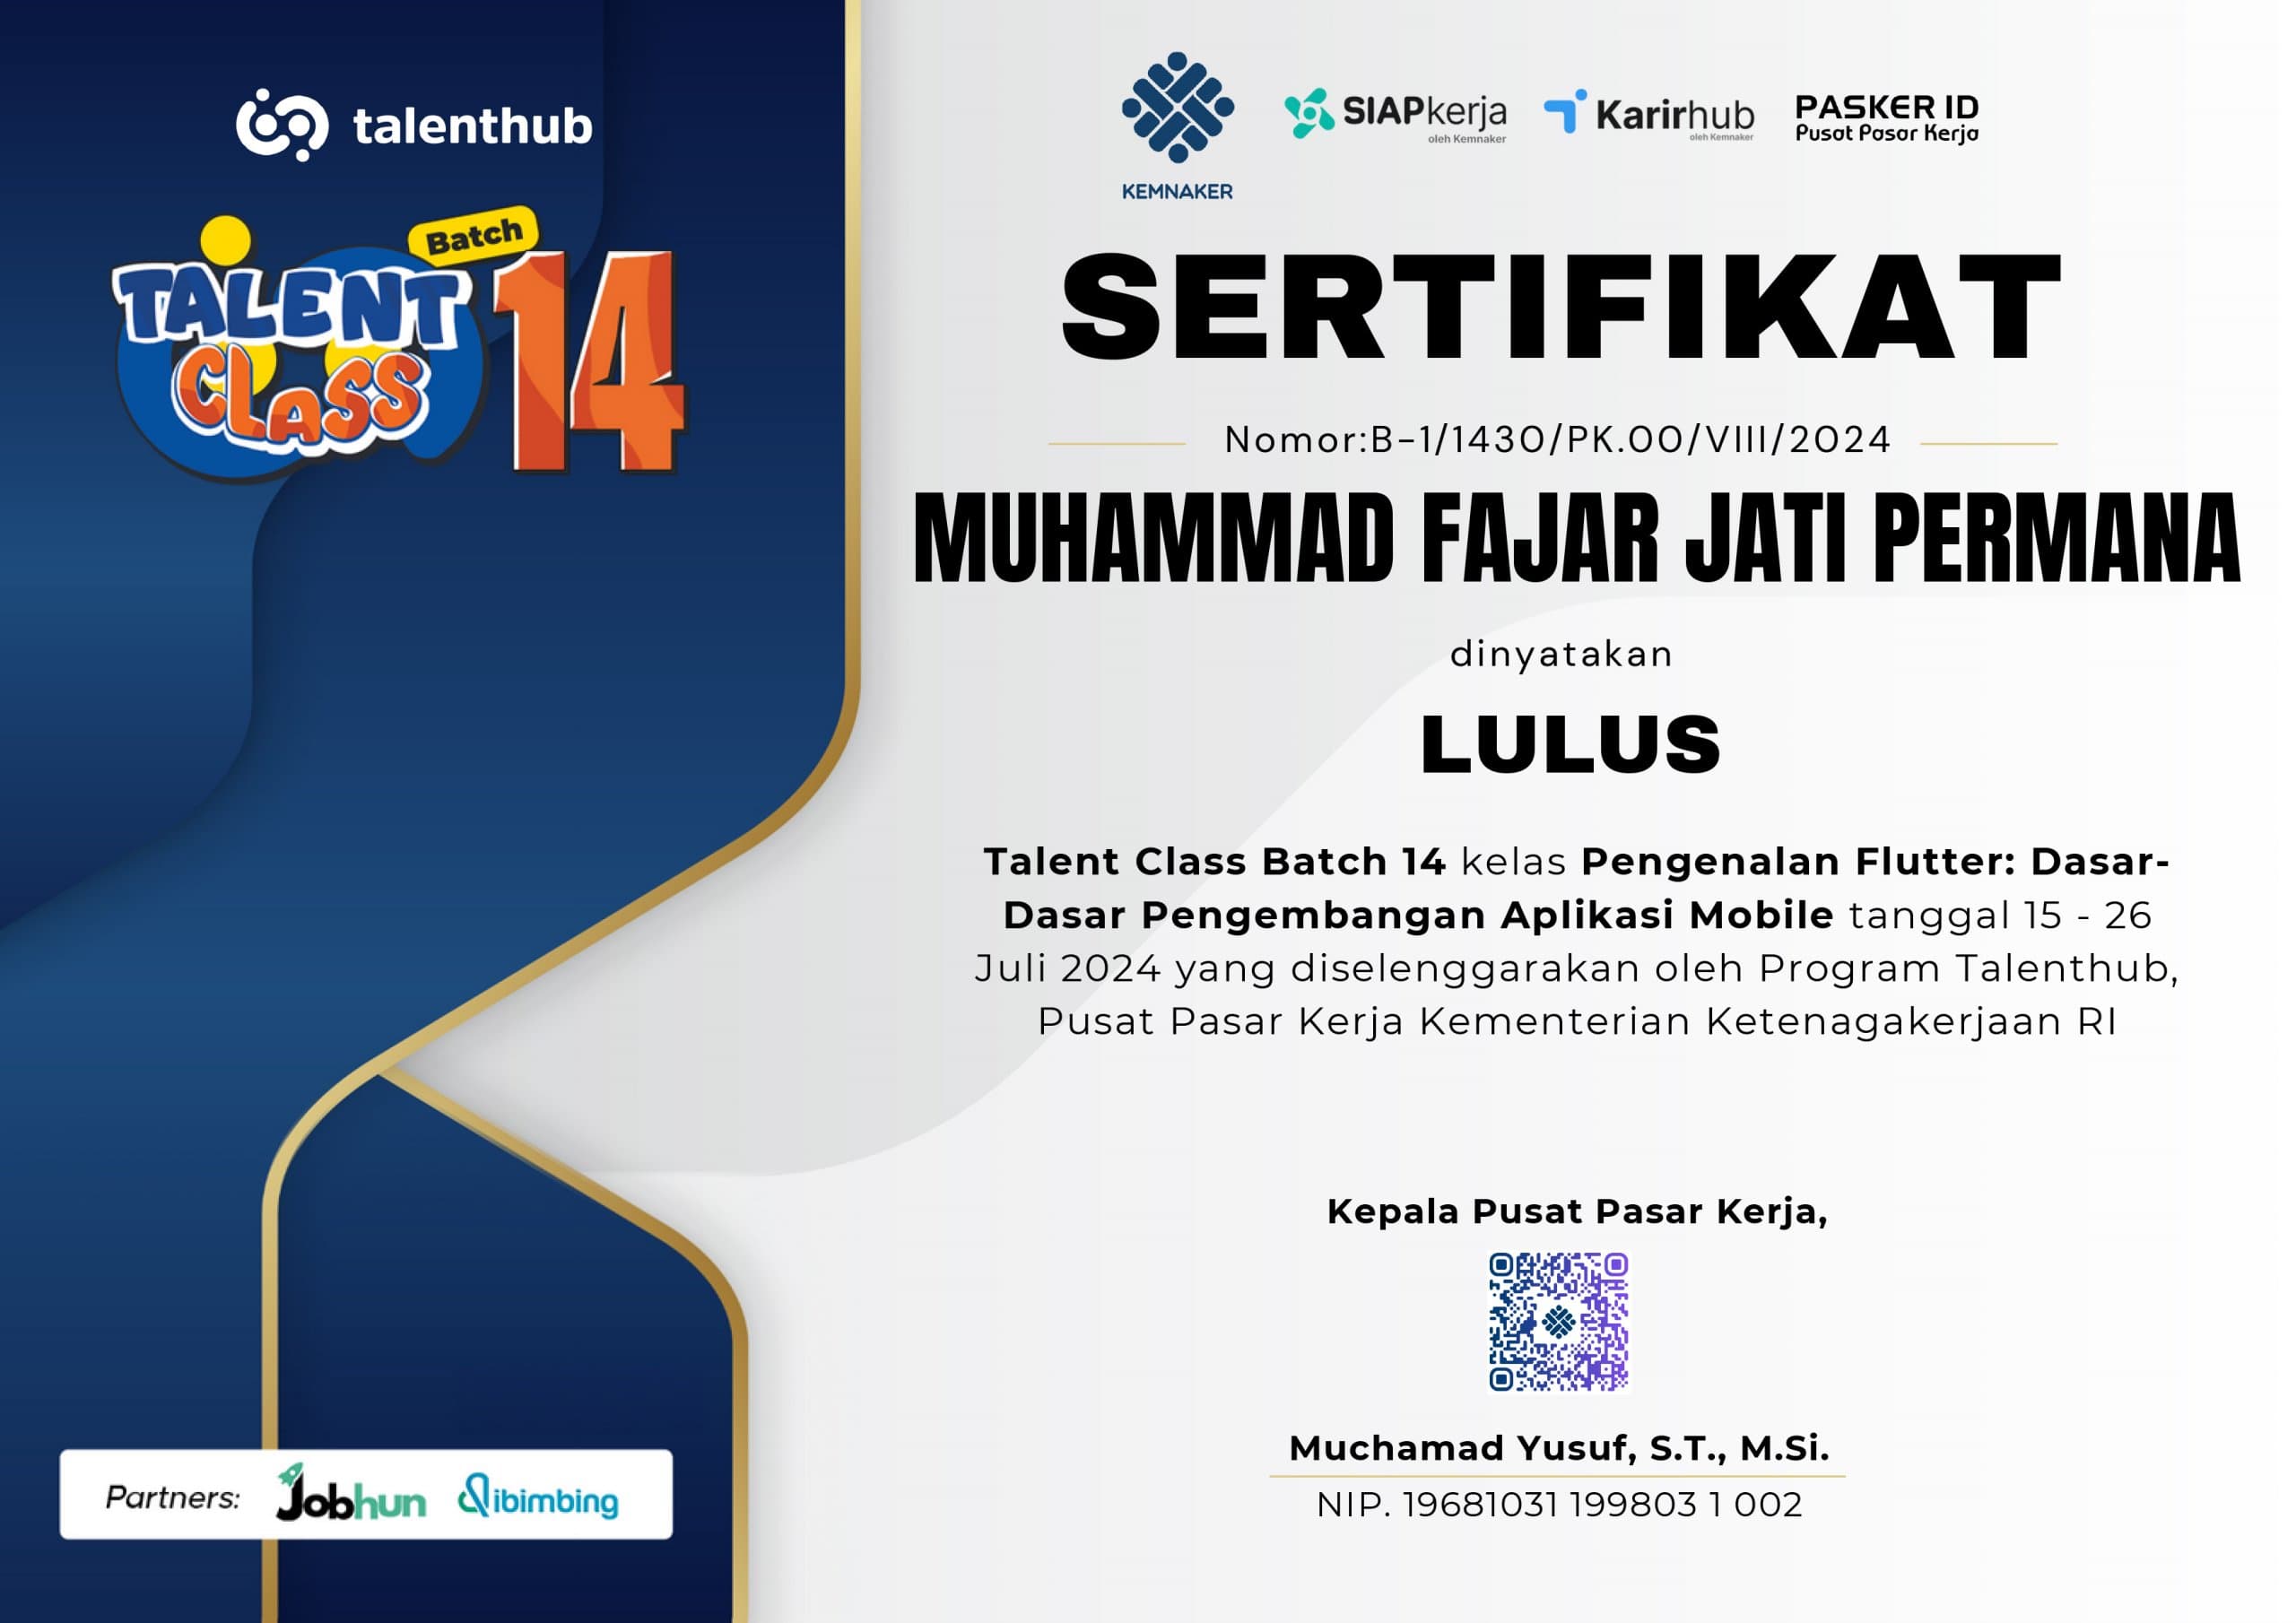 talenthub
Batch
TALENT
CLASS
14
KEMNAKER
SIAPkerja
oleh Kemnaker
Karirhub
oleh Kemnaker
PASKER ID
Pusat Pasar Kerja
SERTIFIKAT
Nomor:B-1/1430/PK.00/VIII/2024
MUHAMMAD FAJAR JATI PERMANA
dinyatakan
LULUS
Talent Class Batch 14 kelas Pengenalan Flutter: Dasar-
Dasar Pengembangan Aplikasi Mobile tanggal 15 - 26
Juli 2024 yang diselenggarakan oleh Program Talenthub,
Pusat Pasar Kerja Kementerian Ketenagakerjaan RI
Kepala Pusat Pasar Kerja,
Muchamad Yusuf, S.T., M.Si.
NIP. 19681031 199803 1 002
Partners:
Jobhun
dibimbing